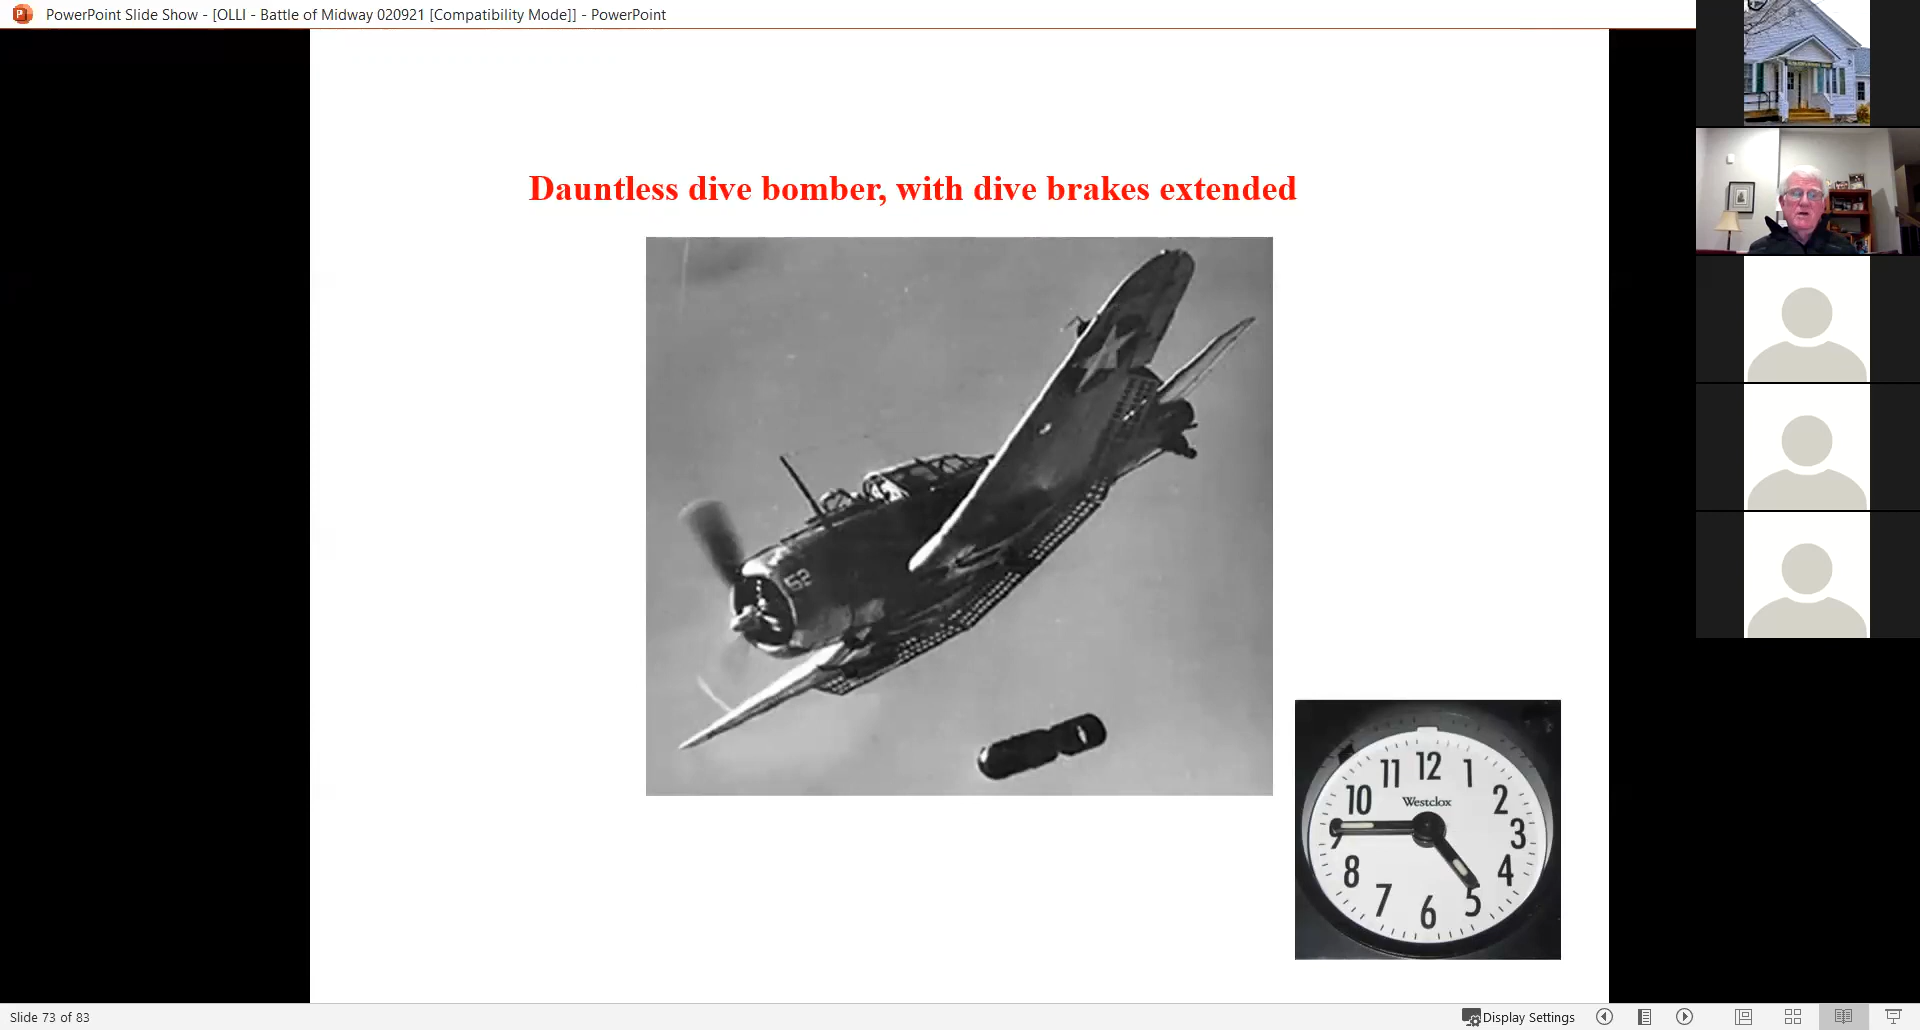 PowerPoint Slide Show - [OLLI - Battle of Midway 020921 [Compatibility Mode]] - PowerPoint
Dauntless dive bomber, with dive brakes extended
52
12
11 1
10 2
Westclox
9 3
8 4
7 5
6
Slide 73 of 83
Display Settings